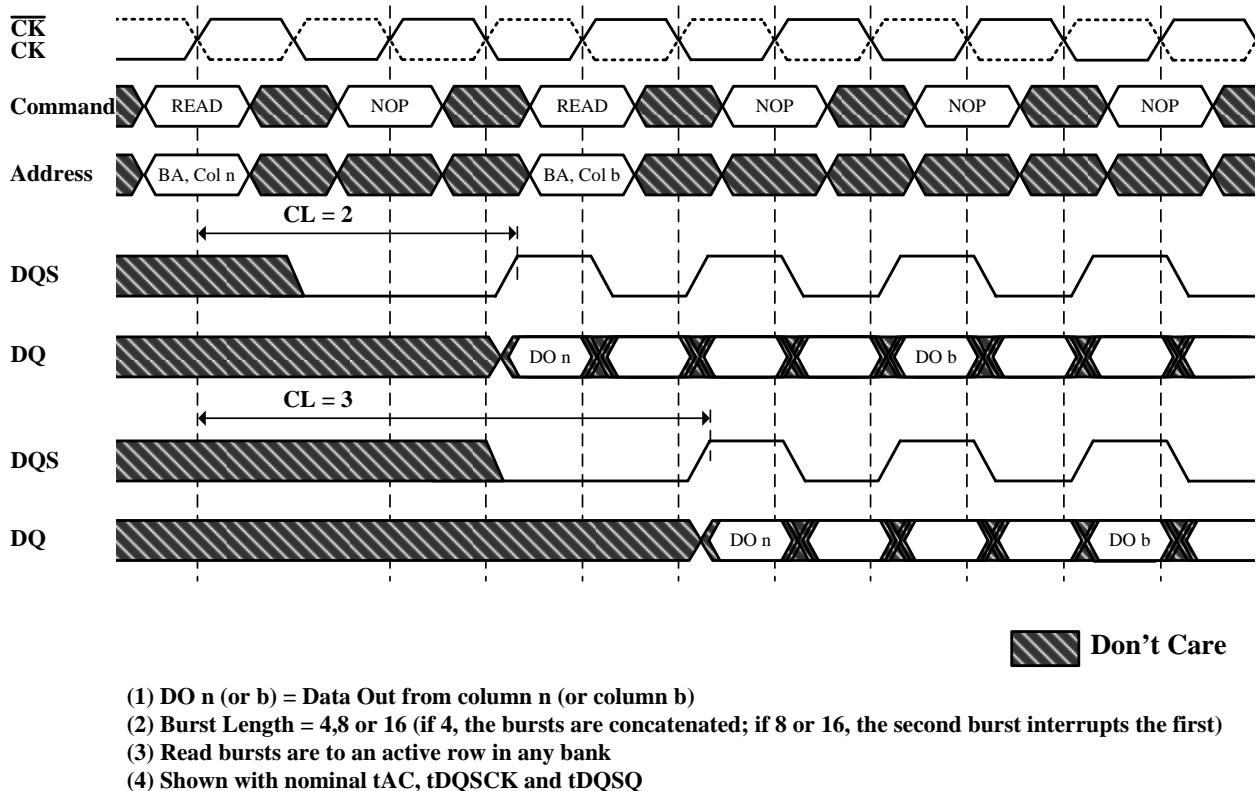 CK
CK
Command READ NOP READ NOP NOP NOP
Address BA, Col n BA, Col b
CL = 2
DQS
DQ DO n DO b
CL = 3
DQS
DQ DO n DO b
Don't Care
(1) DO n (or b) = Data Out from column n (or column b)
(2) Burst Length = 4,8 or 16 (if 4, the bursts are concatenated; if 8 or 16, the second burst interrupts the first)
(3) Read bursts are to an active row in any bank
(4) Shown with nominal tAC, tDQSCK and tDQSQ